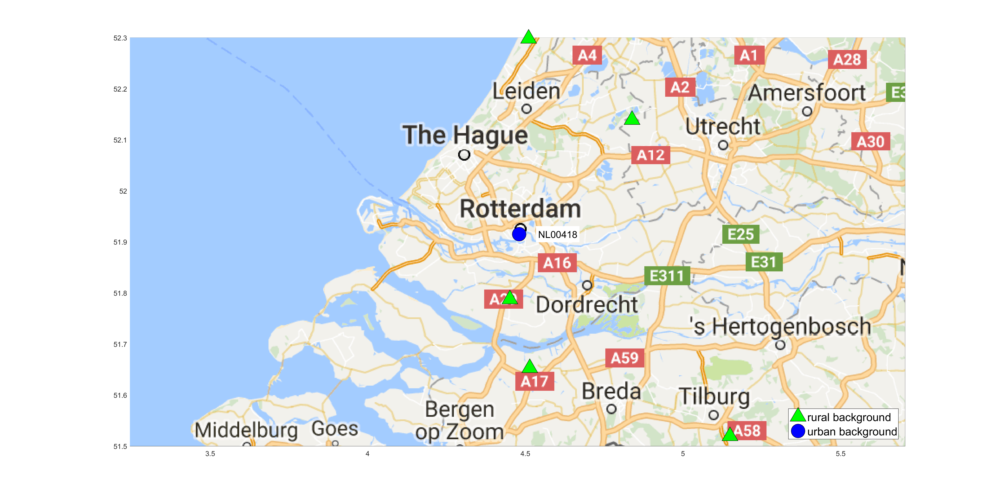 52.3
52.2
52.1
52
51.9
51.8
51.7
51.6
51.5
3.5
4
4.5
5
5.5
A4
A1
A28
A2
E3
Leiden
Amersfoort
Utrecht
The Hague
A30
A12
Rotterdam
NL00418
E25
E31
A16
E311
Dordrecht
's Hertogenbosch
A59
A17
Breda
Tilburg
Bergen
op Zoom
Middelburg
Goes
A58
rural background
urban background